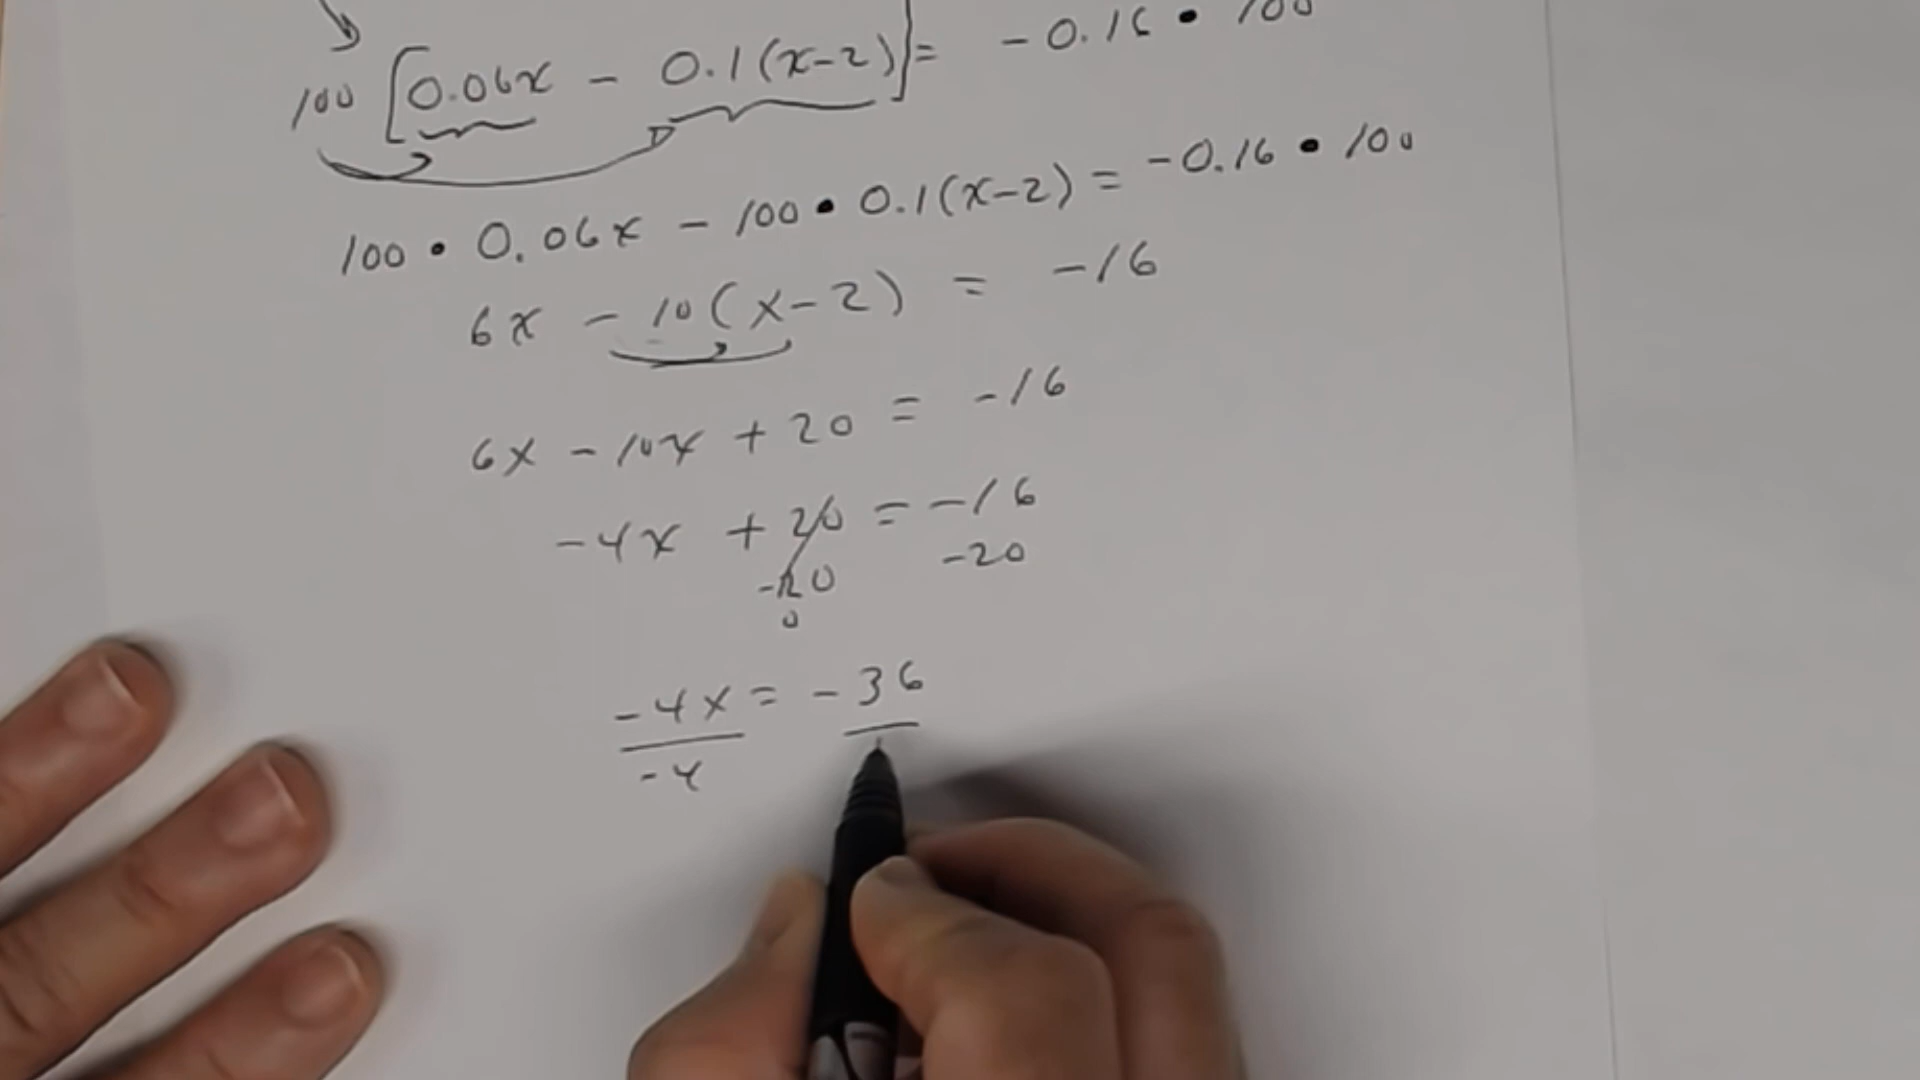 100 [0.06x - 0.1(x-2)] = -0.16 • 100
100 • 0.06x - 100 • 0.1(x-2) = -0.16 • 100
6x - 10(x-2) = -16
6x - 10x + 20 = -16
-4x + 20 = -16
-20 -20
0
-4x = -36
-4